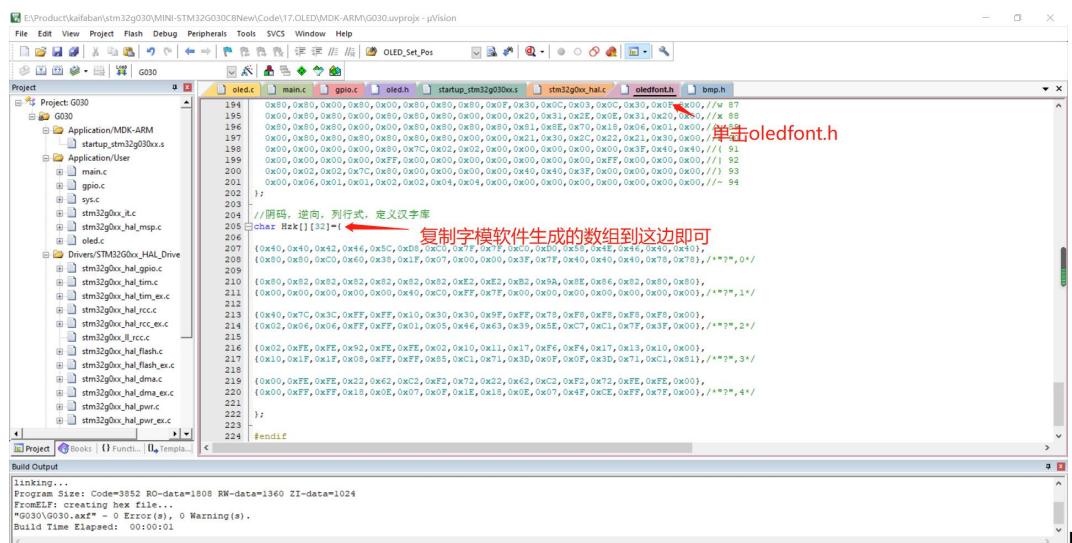 E:\Product\kaifaban\stm32g030\MINI-STM32G030C8New\Code\17.OLED\MDK-ARM\G030.uvprojx - µVision
File Edit View Project Flash Debug Peripherals Tools SVCS Window Help
OLED_Set_Pos
LOAD G030
Project
oled.c main.c gpio.c oled.h startup_stm32g030xx.s stm32g0xx_hal.c oledfont.h bmp.h
Project: G030
G030
Application/MDK-ARM
startup_stm32g030xx.s
Application/User
main.c
gpio.c
sys.c
stm32g0xx_it.c
stm32g0xx_hal_msp.c
oled.c
Drivers/STM32G0xx_HAL_Drive
stm32g0xx_hal_gpio.c
stm32g0xx_hal_tim.c
stm32g0xx_hal_tim_ex.c
stm32g0xx_hal_rcc.c
stm32g0xx_hal_rcc_ex.c
stm32g0xx_ll_rcc.c
stm32g0xx_hal_flash.c
stm32g0xx_hal_flash_ex.c
stm32g0xx_hal_dma.c
stm32g0xx_hal_dma_ex.c
stm32g0xx_hal_pwr.c
stm32g0xx_hal_pwr_ex.c
Project Books {} Functi... Templa...
194 0x80,0x80,0x00,0x80,0x00,0x80,0x80,0x80,0x0F,0x30,0x0C,0x03,0x0C,0x30,0x0F,0x00,//w 87
195 0x00,0x80,0x80,0x00,0x80,0x80,0x80,0x00,0x00,0x20,0x31,0x2E,0x0E,0x31,0x20,0x00,//x 88
196 0x80,0x80,0x80,0x00,0x00,0x80,0x80,0x80,0x80,0x81,0x8E,0x70,0x18,0x06,0x01,0x00,
197 0x00,0x80,0x80,0x80,0x80,0x80,0x80,0x00,0x00,0x21,0x30,0x2C,0x22,0x21,0x30,0x00,
198 0x00,0x00,0x00,0x00,0x80,0x7C,0x02,0x02,0x00,0x00,0x00,0x00,0x00,0x3F,0x40,0x40,//{ 91
199 0x00,0x00,0x00,0x00,0xFF,0x00,0x00,0x00,0x00,0x00,0x00,0x00,0xFF,0x00,0x00,0x00,//| 92
200 0x00,0x02,0x02,0x7C,0x80,0x00,0x00,0x00,0x00,0x40,0x40,0x3F,0x00,0x00,0x00,0x00,//} 93
201 0x00,0x06,0x01,0x01,0x02,0x02,0x04,0x04,0x00,0x00,0x00,0x00,0x00,0x00,0x00,0x00,//~ 94
202 };
203
204 //阴码，逆向，列行式，定义汉字库
205 char Hzk[][32]={
206
207 {0x40,0x40,0x42,0x46,0x5C,0xD8,0xC0,0x7F,0x7F,0xC0,0xD0,0x58,0x4E,0x46,0x40,0x40},
208 {0x80,0x80,0xC0,0x60,0x38,0x1F,0x07,0x00,0x00,0x3F,0x7F,0x40,0x40,0x40,0x78,0x78},/*"?",0*/
209
210 {0x80,0x82,0x82,0x82,0x82,0x82,0x82,0xE2,0xE2,0xB2,0x9A,0x8E,0x86,0x82,0x80,0x80},
211 {0x00,0x00,0x00,0x00,0x00,0x40,0xC0,0xFF,0x7F,0x00,0x00,0x00,0x00,0x00,0x00,0x00},/*"?",1*/
212
213 {0x40,0x7C,0x3C,0xFF,0xFF,0x10,0x30,0x30,0x9F,0xFF,0x78,0xF8,0xF8,0xF8,0xF8,0x00},
214 {0x02,0x06,0x06,0xFF,0xFF,0x01,0x05,0x46,0x63,0x39,0x5E,0xC7,0xC1,0x7F,0x3F,0x00},/*"?",2*/
215
216 {0x02,0xFE,0xFE,0x92,0xFE,0xFE,0x02,0x10,0x11,0x17,0xF6,0xF4,0x17,0x13,0x10,0x00},
217 {0x10,0x1F,0x1F,0x08,0xFF,0xFF,0x85,0xC1,0x71,0x3D,0x0F,0x0F,0x3D,0x71,0xC1,0x81},/*"?",3*/
218
219 {0x00,0xFE,0xFE,0x22,0x62,0xC2,0xF2,0x72,0x22,0x62,0xC2,0xF2,0x72,0xFE,0xFE,0x00},
220 {0x00,0xFF,0xFF,0x18,0x0E,0x07,0x0F,0x1E,0x18,0x0E,0x07,0x4F,0xCE,0xFF,0x7F,0x00},/*"?",4*/
221
222 };
223
224 #endif
单击oledfont.h
复制字模软件生成的数组到这边即可
Build Output
linking...
Program Size: Code=3852 RO-data=1808 RW-data=1360 ZI-data=1024
FromELF: creating hex file...
"G030\G030.axf" - 0 Error(s), 0 Warning(s).
Build Time Elapsed:  00:00:01